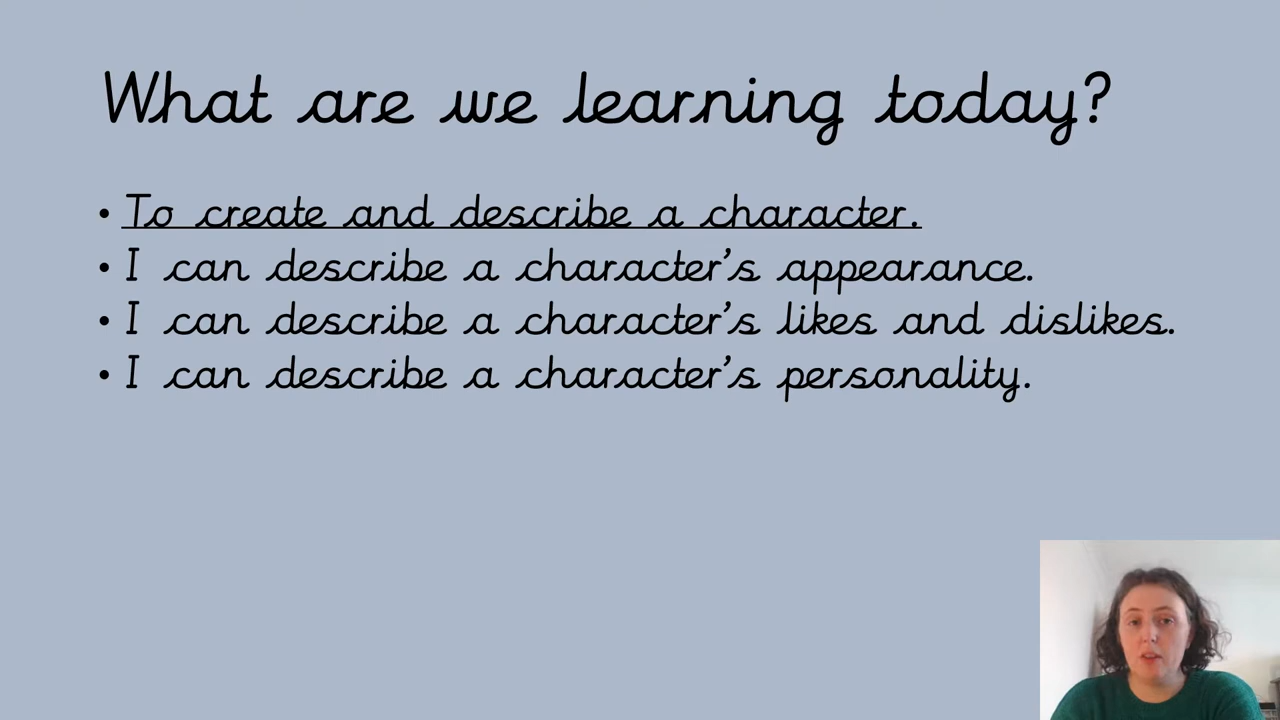 What are we learning today?
• To create and describe a character.
• I can describe a character's appearance.
• I can describe a character's likes and dislikes.
• I can describe a character's personality.